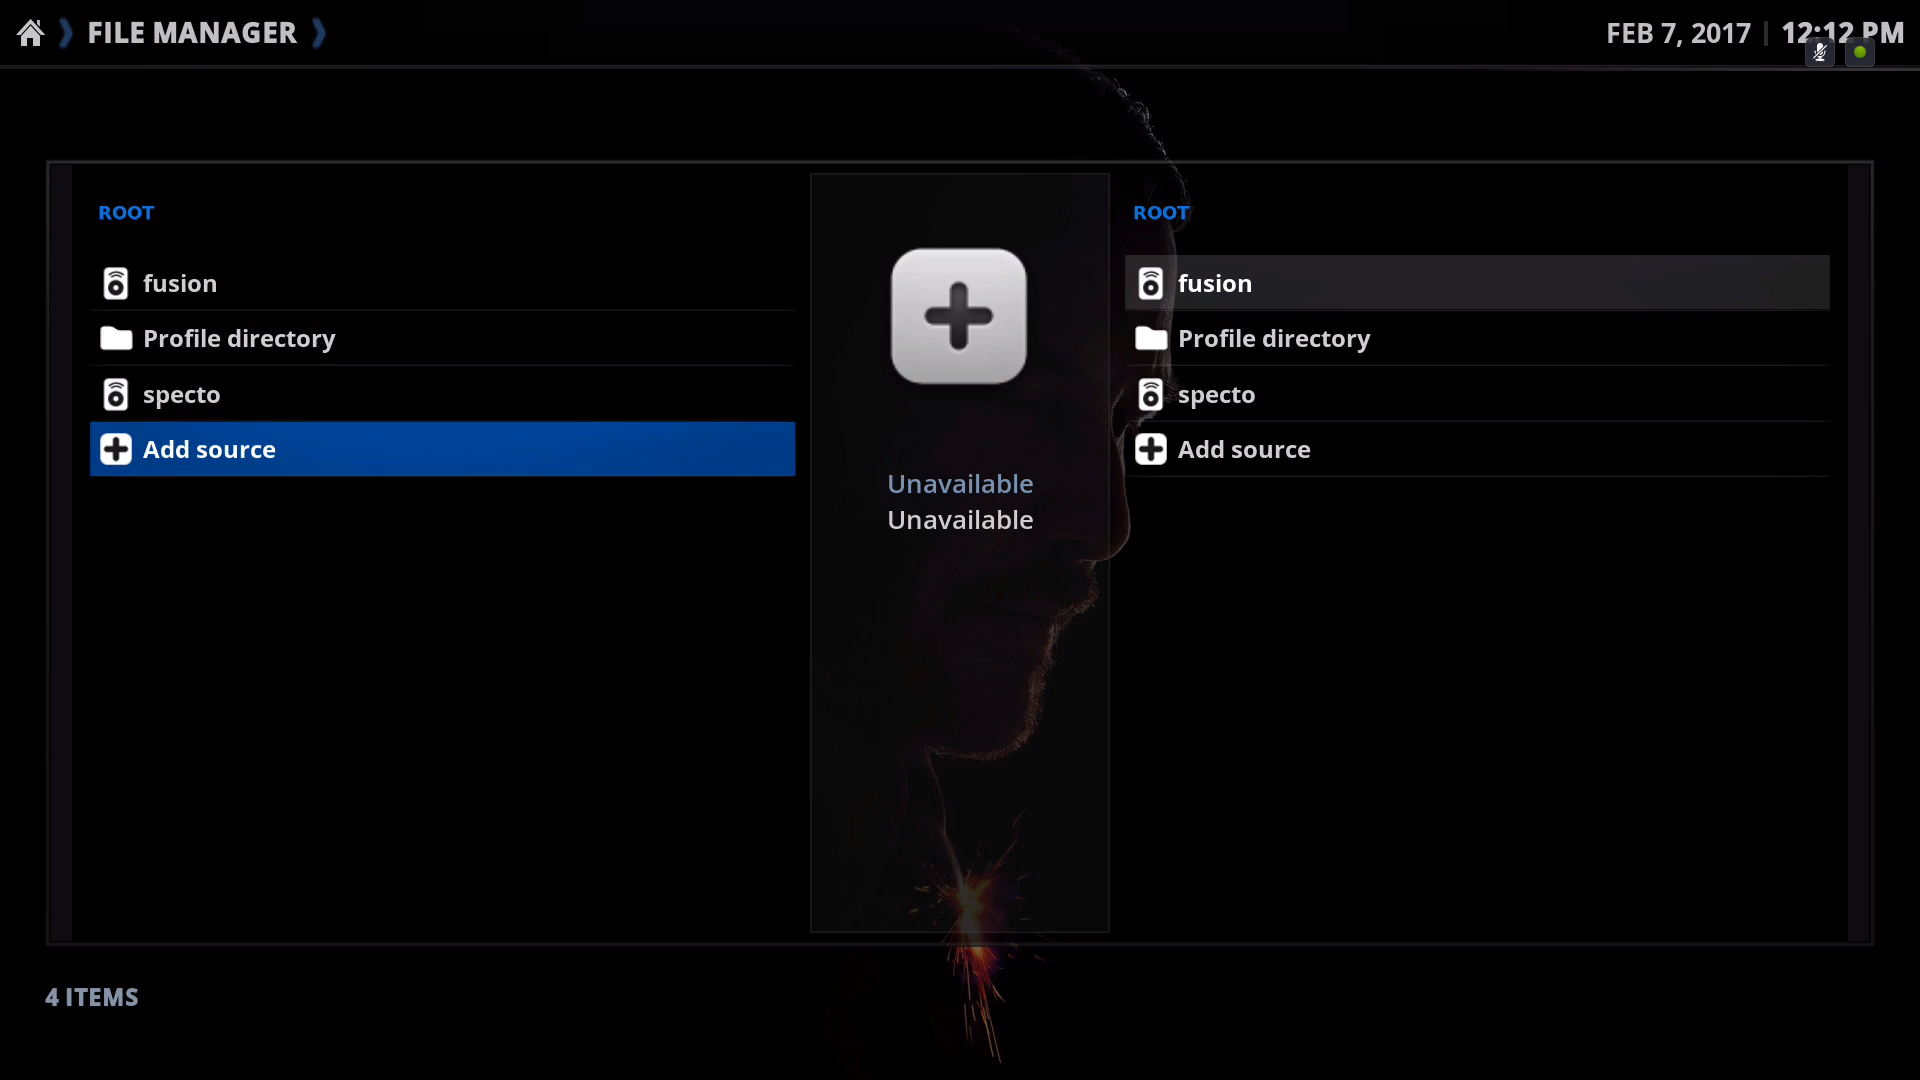 FILE MANAGER
FEB 7, 2017 | 12:12 PM
ROOT
fusion
Profile directory
specto
Add source
Unavailable
Unavailable
ROOT
fusion
Profile directory
specto
Add source
4 ITEMS